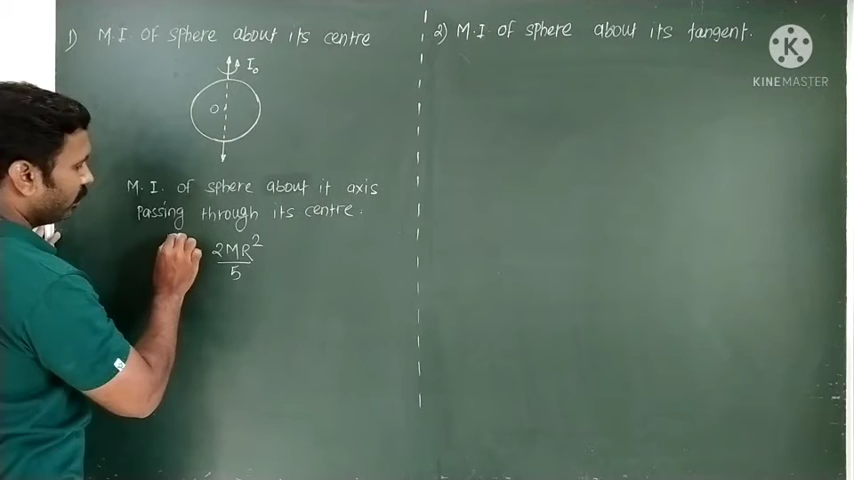 1) M.I. of sphere about its centre
I₀
O
M.I. of sphere about it axis
passing through its centre.
2MR²
5
2) M.I. of sphere about its tangent.
K
KINEMASTER